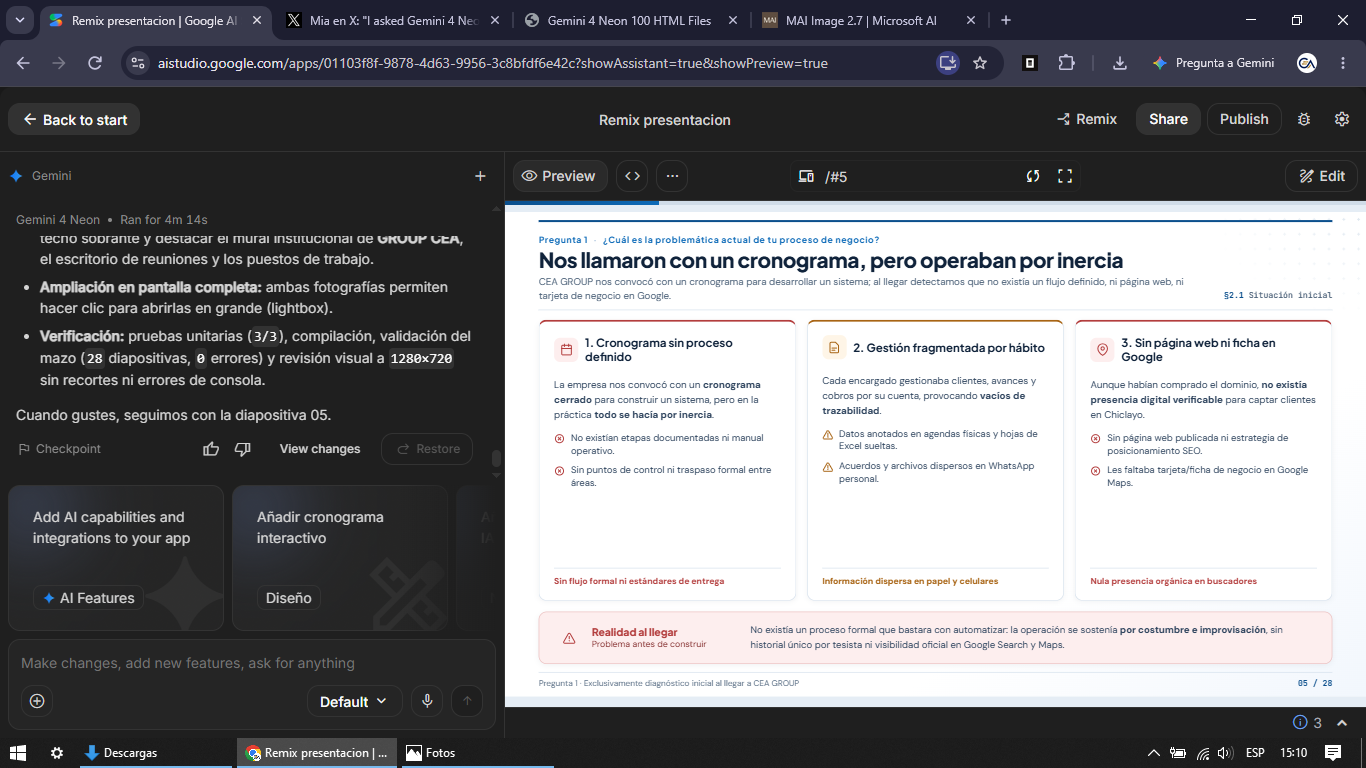 Remix presentacion | Google AI
Mia en X: "I asked Gemini 4 Neo
Gemini 4 Neon 100 HTML Files
MAI
MAI Image 2.7 | Microsoft AI
aistudio.google.com/apps/01103f8f-9878-4d63-9956-3c8bfdf6e42c?showAssistant=true&showPreview=true
Pregunta a Gemini
Back to start
Remix presentacion
Remix
Share
Publish
Gemini
Preview
/#5
Edit
Gemini 4 Neon • Ran for 4m 14s
techo sobrante y destacar el mural institucional de GROUP CEA,
el escritorio de reuniones y los puestos de trabajo.
• Ampliación en pantalla completa: ambas fotografías permiten
hacer clic para abrirlas en grande (lightbox).
• Verificación: pruebas unitarias (3/3), compilación, validación del
mazo (28 diapositivas, 0 errores) y revisión visual a 1280×720
sin recortes ni errores de consola.
Cuando gustes, seguimos con la diapositiva 05.
Checkpoint
View changes
Restore
Add AI capabilities and
integrations to your app
AI Features
Añadir cronograma
interactivo
Diseño
Make changes, add new features, ask for anything
Default
Pregunta 1 · ¿Cuál es la problemática actual de tu proceso de negocio?
Nos llamaron con un cronograma, pero operaban por inercia
CEA GROUP nos convocó con un cronograma para desarrollar un sistema; al llegar detectamos que no existía un flujo definido, ni página web, ni
tarjeta de negocio en Google.
§2.1 Situación inicial
1. Cronograma sin proceso
definido
La empresa nos convocó con un cronograma
cerrado para construir un sistema, pero en la
práctica todo se hacía por inercia.
No existían etapas documentadas ni manual
operativo.
Sin puntos de control ni traspaso formal entre
áreas.
Sin flujo formal ni estándares de entrega
2. Gestión fragmentada por hábito
Cada encargado gestionaba clientes, avances y
cobros por su cuenta, provocando vacíos de
trazabilidad.
Datos anotados en agendas físicas y hojas de
Excel sueltas.
Acuerdos y archivos dispersos en WhatsApp
personal.
Información dispersa en papel y celulares
3. Sin página web ni ficha en
Google
Aunque habían comprado el dominio, no existía
presencia digital verificable para captar clientes
en Chiclayo.
Sin página web publicada ni estrategia de
posicionamiento SEO.
Les faltaba tarjeta/ficha de negocio en Google
Maps.
Nula presencia orgánica en buscadores
Realidad al llegar
Problema antes de construir
No existía un proceso formal que bastara con automatizar: la operación se sostenía por costumbre e improvisación, sin
historial único por tesista ni visibilidad oficial en Google Search y Maps.
Pregunta 1 · Exclusivamente diagnóstico inicial al llegar a CEA GROUP
05 / 28
3
Descargas
Remix presentacion | ...
Fotos
ESP
15:10